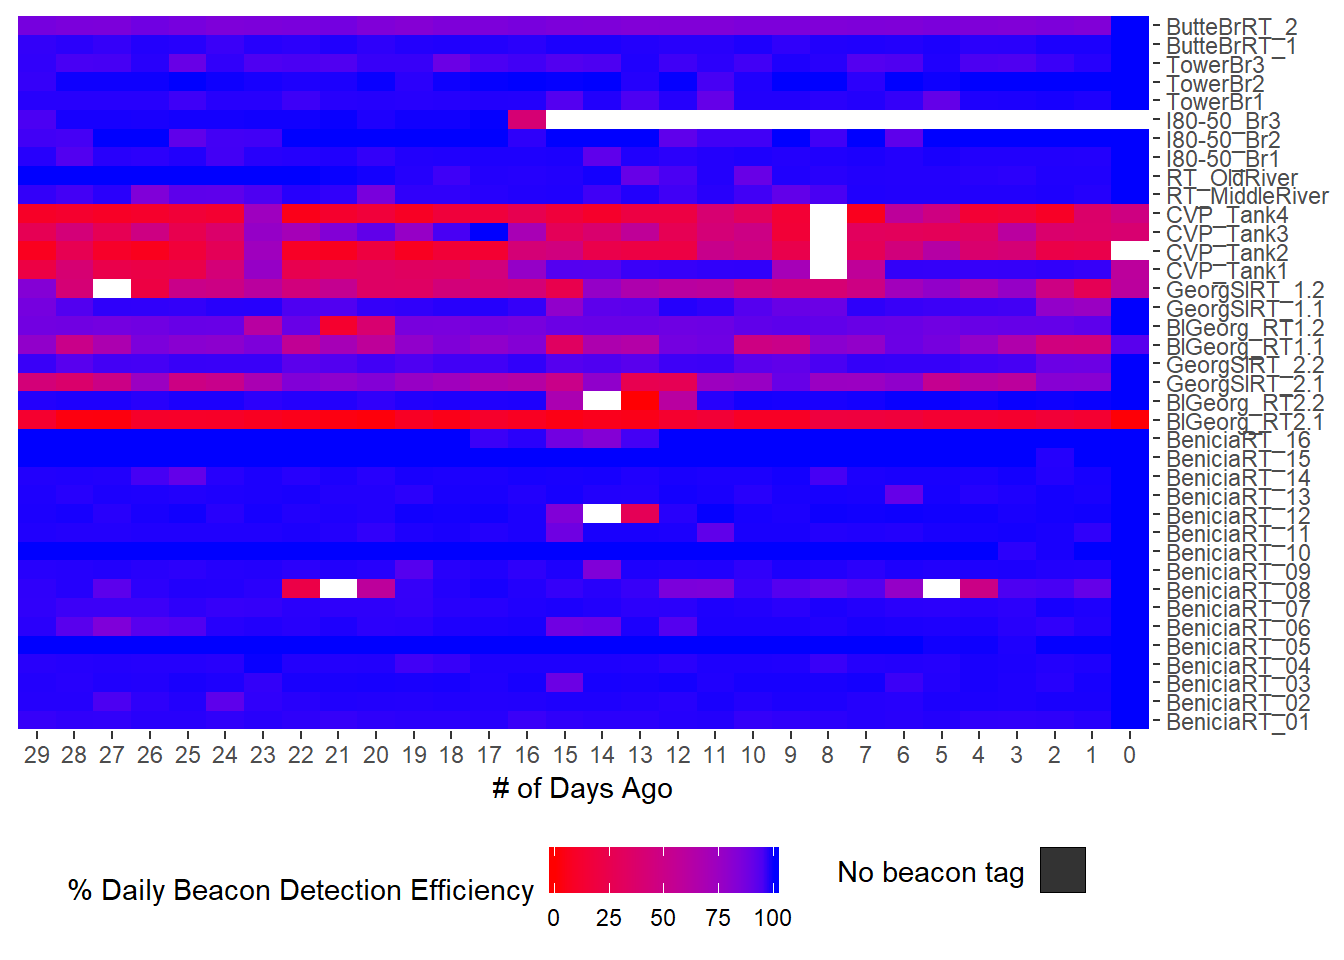 ButteBrRT_2
ButteBrRT_1
TowerBr3
TowerBr2
TowerBr1
I80-50_Br3
I80-50_Br2
I80-50_Br1
RT_OldRiver
RT_MiddleRiver
CVP_Tank4
CVP_Tank3
CVP_Tank2
CVP_Tank1
GeorgSlRT_1.2
GeorgSlRT_1.1
BlGeorg_RT1.2
BlGeorg_RT1.1
GeorgSlRT_2.2
GeorgSlRT_2.1
BlGeorg_RT2.2
BlGeorg_RT2.1
BeniciaRT_16
BeniciaRT_15
BeniciaRT_14
BeniciaRT_13
BeniciaRT_12
BeniciaRT_11
BeniciaRT_10
BeniciaRT_09
BeniciaRT_08
BeniciaRT_07
BeniciaRT_06
BeniciaRT_05
BeniciaRT_04
BeniciaRT_03
BeniciaRT_02
BeniciaRT_01
29 28 27 26 25 24 23 22 21 20 19 18 17 16 15 14 13 12 11 10 9 8 7 6 5 4 3 2 1 0
# of Days Ago
% Daily Beacon Detection Efficiency
0 25 50 75 100
No beacon tag